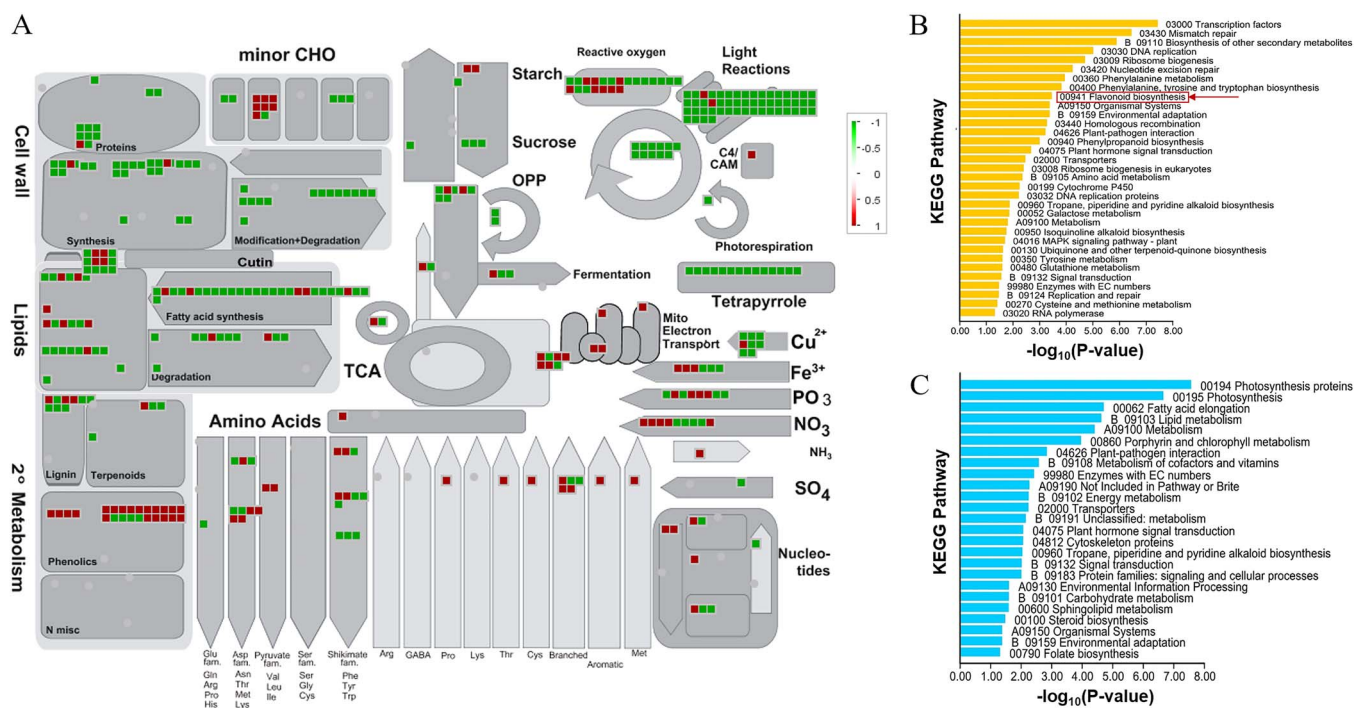 A
minor CHO
Cell wall
Proteins
Synthesis
Modification+Degradation
Starch
Sucrose
OPP
Fermentation
Reactive oxygen
Light
Reactions
C4/
CAM
Photorespiration
Tetrapyrrole
-1
-0.5
0
0.5
1
Cutin
Lipids
Fatty acid synthesis
Degradation
TCA
Mito
Electron
Transport
Cu2+
Fe3+
PO 3
NO3
NH3
SO4
Nucleo-
tides
Amino Acids
2° Metabolism
Lignin
Terpenoids
Phenolics
N misc
Glu
fam.
Gln
Arg
Pro
His
Asp
fam.
Asn
Thr
Met
Lys
Pyruvate
fam.
Val
Leu
Ile
Ser
fam.
Ser
Gly
Cys
Shikimate
fam.
Phe
Tyr
Trp
Arg
GABA
Pro
Lys
Thr
Cys
Branched
Aromatic
Met
B
KEGG Pathway
03000 Transcription factors
03430 Mismatch repair
B 09110 Biosynthesis of other secondary metabolites
03030 DNA replication
03009 Ribosome biogenesis
03420 Nucleotide excision repair
00360 Phenylalanine metabolism
00400 Phenylalanine, tyrosine and tryptophan biosynthesis
00941 Flavonoid biosynthesis
A09150 Organismal Systems
B 09159 Environmental adaptation
03440 Homologous recombination
04626 Plant-pathogen interaction
00940 Phenylpropanoid biosynthesis
04075 Plant hormone signal transduction
02000 Transporters
03008 Ribosome biogenesis in eukaryotes
B 09105 Amino acid metabolism
00199 Cytochrome P450
03032 DNA replication proteins
00960 Tropane, piperidine and pyridine alkaloid biosynthesis
00052 Galactose metabolism
A09100 Metabolism
00950 Isoquinoline alkaloid biosynthesis
04016 MAPK signaling pathway - plant
00130 Ubiquinone and other terpenoid-quinone biosynthesis
00350 Tyrosine metabolism
00480 Glutathione metabolism
B 09132 Signal transduction
99980 Enzymes with EC numbers
B 09124 Replication and repair
00270 Cysteine and methionine metabolism
03020 RNA polymerase
0.00 1.00 2.00 3.00 4.00 5.00 6.00 7.00 8.00
-log10(P-value)
C
KEGG Pathway
00194 Photosynthesis proteins
00195 Photosynthesis
00062 Fatty acid elongation
B 09103 Lipid metabolism
A09100 Metabolism
00860 Porphyrin and chlorophyll metabolism
04626 Plant-pathogen interaction
B 09108 Metabolism of cofactors and vitamins
99980 Enzymes with EC numbers
A09190 Not Included in Pathway or Brite
B 09102 Energy metabolism
02000 Transporters
B 09191 Unclassified: metabolism
04075 Plant hormone signal transduction
04812 Cytoskeleton proteins
00960 Tropane, piperidine and pyridine alkaloid biosynthesis
B 09132 Signal transduction
B 09183 Protein families: signaling and cellular processes
A09130 Environmental Information Processing
B 09101 Carbohydrate metabolism
00600 Sphingolipid metabolism
00100 Steroid biosynthesis
A09150 Organismal Systems
B 09159 Environmental adaptation
00790 Folate biosynthesis
0.00 1.00 2.00 3.00 4.00 5.00 6.00 7.00 8.00
-log10(P-value)